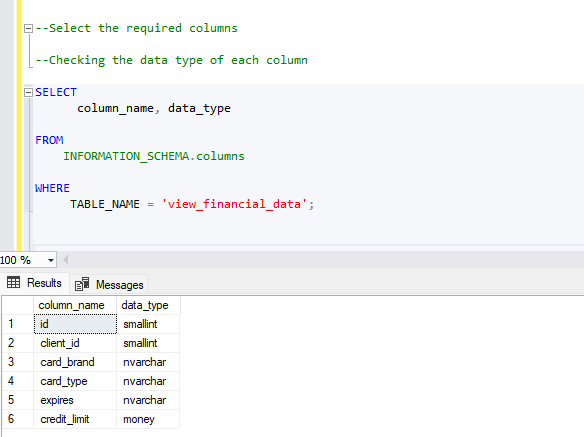 --Select the required columns
--Checking the data type of each column
SELECT
column_name, data_type
FROM
INFORMATION_SCHEMA.columns
WHERE
TABLE_NAME = 'view_financial_data';
100 %
Results Messages
column_name data_type
1 id smallint
2 client_id smallint
3 card_brand nvarchar
4 card_type nvarchar
5 expires nvarchar
6 credit_limit money